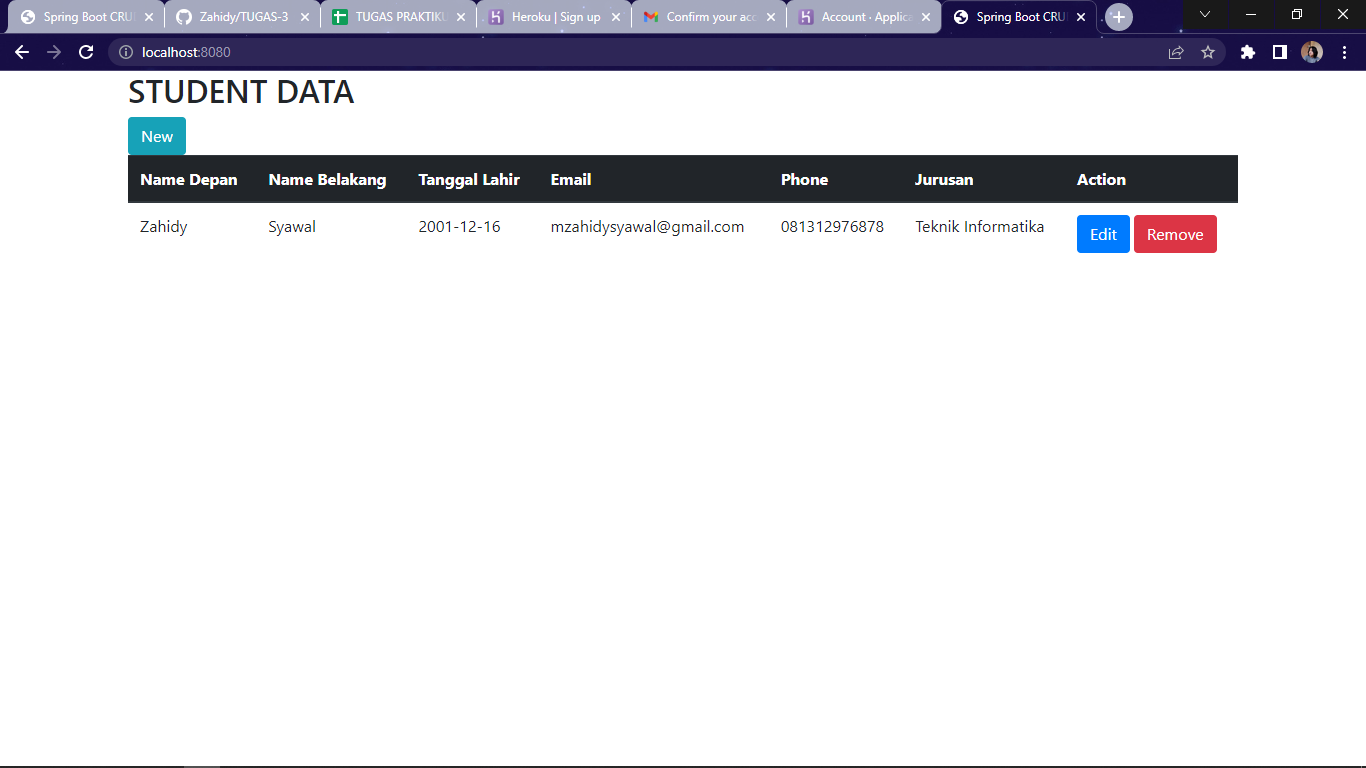 Spring Boot CRU
Zahidy/TUGAS-3
TUGAS PRAKTIKU
Heroku | Sign up
Confirm your acc
Account · Applica
Spring Boot CRU
localhost:8080
STUDENT DATA
New
Name Depan Name Belakang Tanggal Lahir Email Phone Jurusan Action
Zahidy Syawal 2001-12-16 mzahidysyawal@gmail.com 081312976878 Teknik Informatika Edit Remove